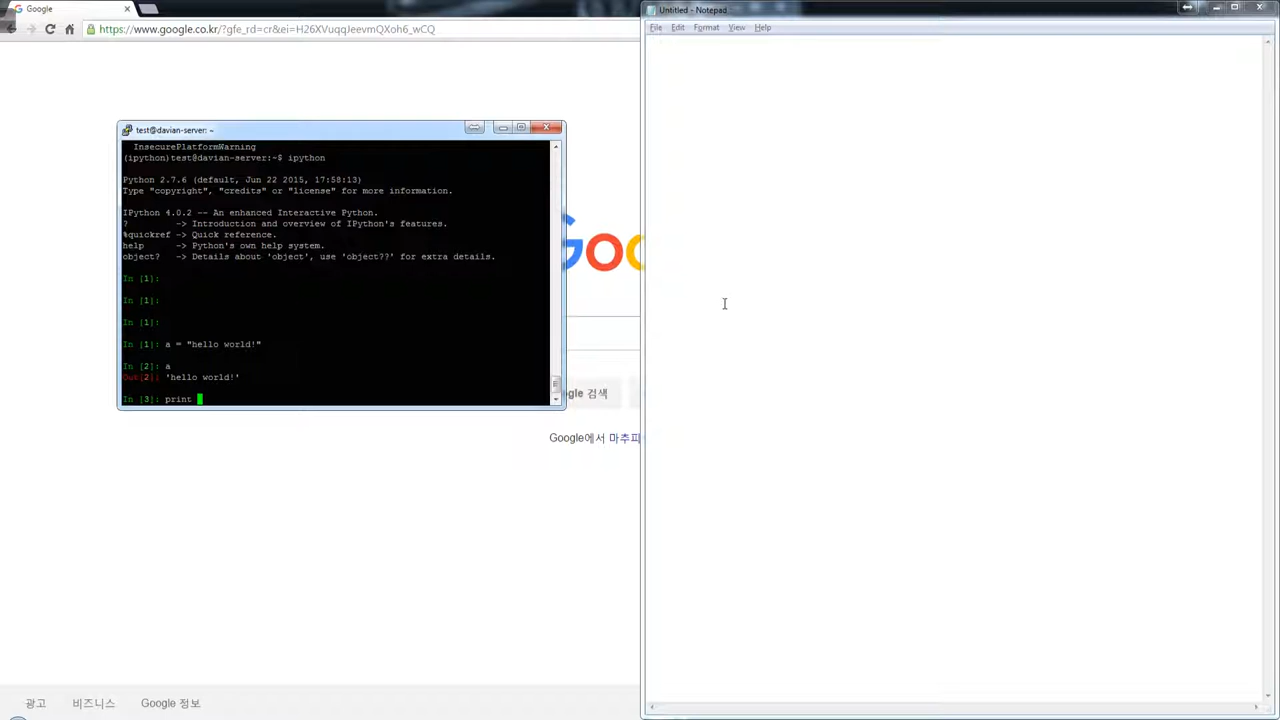 Google
https://www.google.co.kr/?gfe_rd=cr&ei=H26XVuqqJeevmQXoh6_wCQ
Untitled - Notepad
File Edit Format View Help
test@davian-server: ~
InsecurePlatformWarning
(ipython)test@davian-server:~$ ipython
Python 2.7.6 (default, Jun 22 2015, 17:58:13)
Type "copyright", "credits" or "license" for more information.
IPython 4.0.2 -- An enhanced Interactive Python.
? -> Introduction and overview of IPython's features.
%quickref -> Quick reference.
help -> Python's own help system.
object? -> Details about 'object', use 'object??' for extra details.
In [1]:
In [1]:
In [1]:
In [1]: a = "hello world!"
In [2]: a
Out[2]: 'hello world!'
In [3]: print
Goo
gle 검색
Google에서 마추피
광고 비즈니스 Google 정보